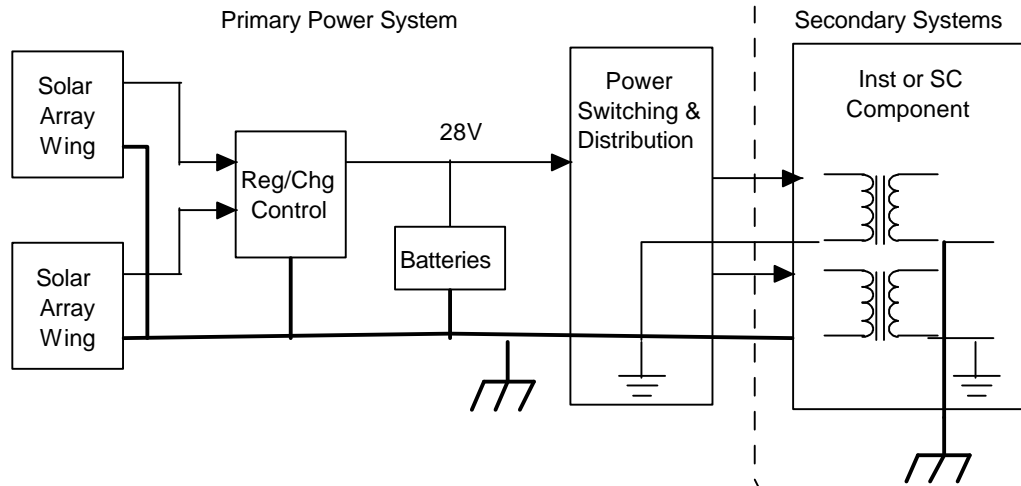 Primary Power System
Secondary Systems
Solar
Array
Wing
Reg/Chg
Control
28V
Batteries
Power
Switching &
Distribution
Inst or SC
Component
Solar
Array
Wing